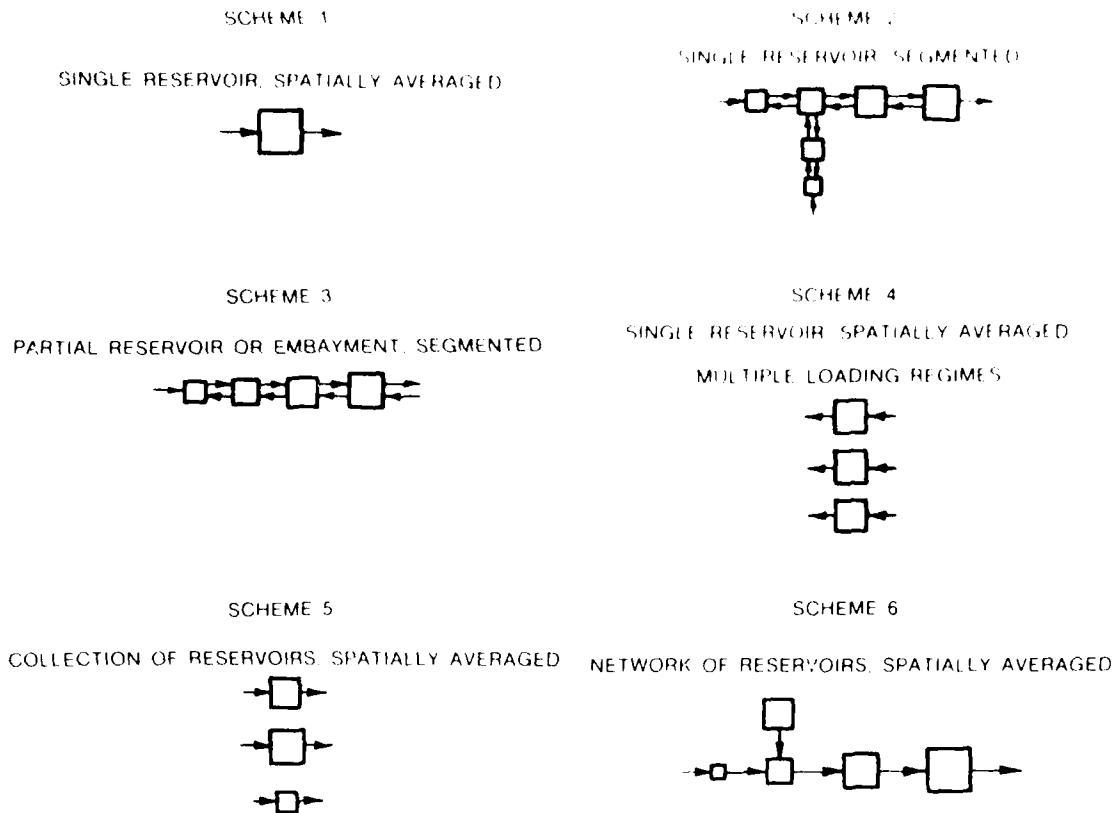 SCHEME 1
SINGLE RESERVOIR, SPATIALLY AVERAGED
SCHEME 2
SINGLE RESERVOIR, SEGMENTED
SCHEME 3
PARTIAL RESERVOIR OR EMBAYMENT, SEGMENTED
SCHEME 4
SINGLE RESERVOIR, SPATIALLY AVERAGED
MULTIPLE LOADING REGIMES
SCHEME 5
COLLECTION OF RESERVOIRS, SPATIALLY AVERAGED
SCHEME 6
NETWORK OF RESERVOIRS, SPATIALLY AVERAGED